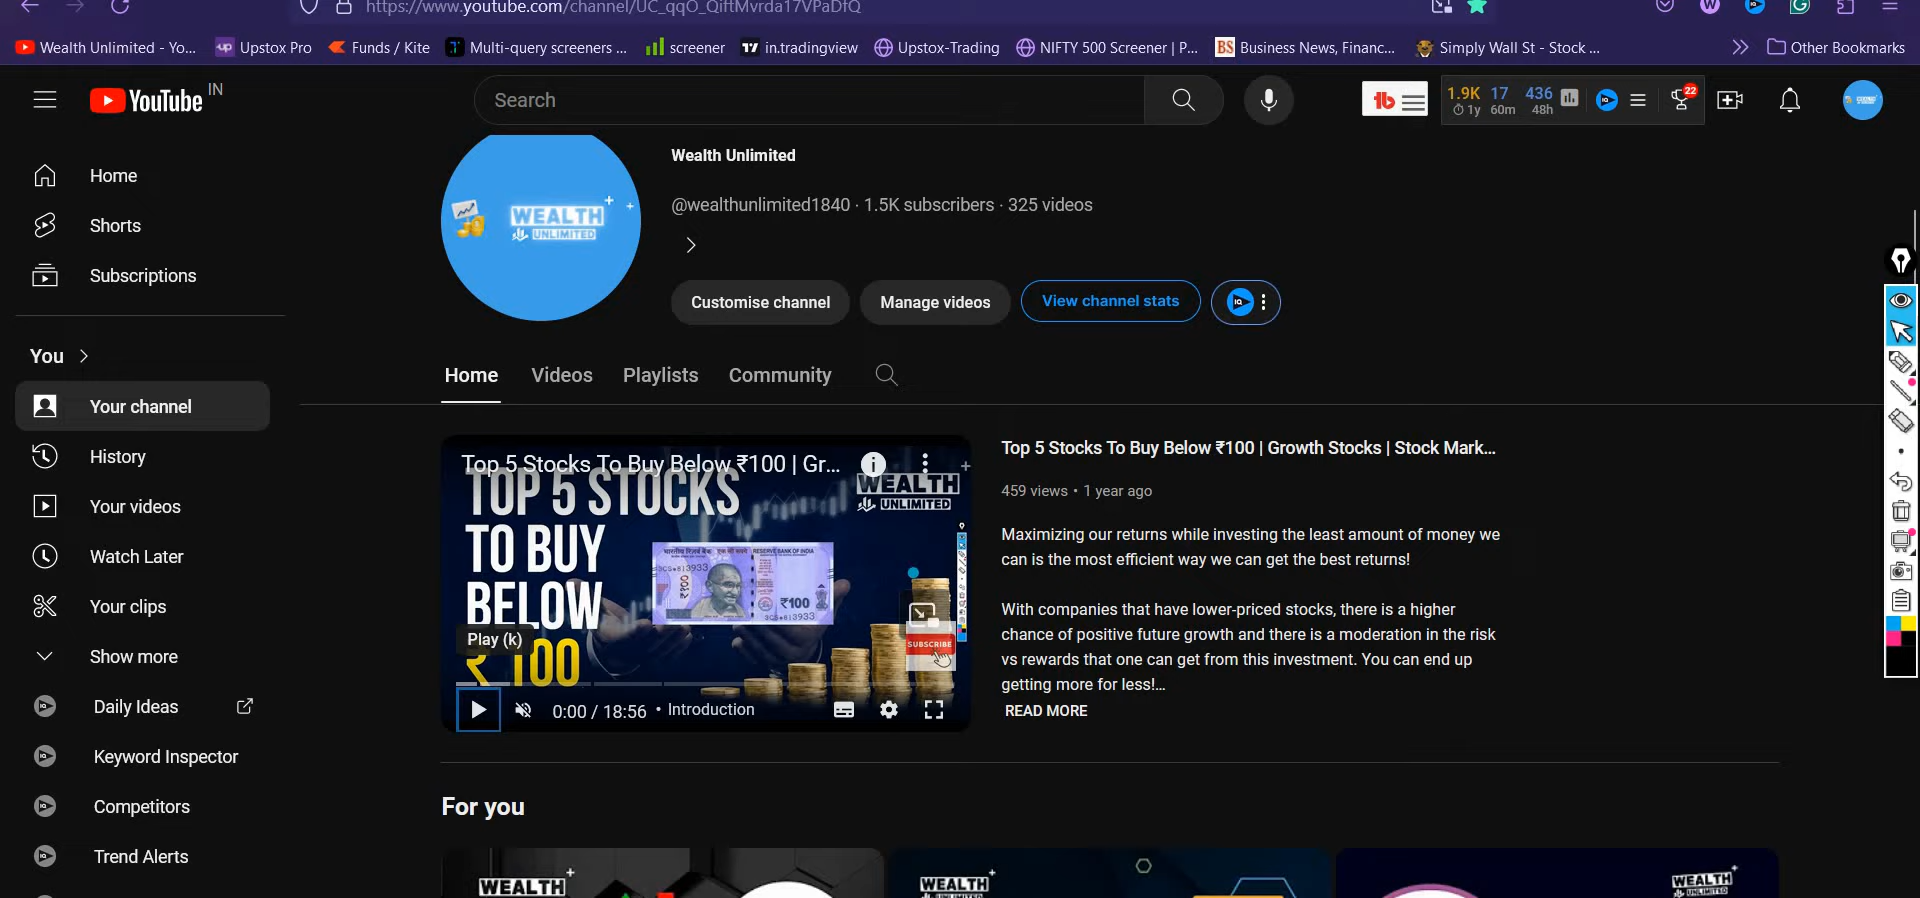 https://www.youtube.com/channel/UC_qqO_QiftMvrda17VPaDfQ
Wealth Unlimited - Yo...
Upstox Pro
Funds / Kite
Multi-query screeners ...
screener
in.tradingview
Upstox-Trading
NIFTY 500 Screener | P...
BS Business News, Financ...
Simply Wall St - Stock ...
Other Bookmarks
YouTube IN
Search
1.9K 17 436
1y 60m 48h
22
Home
Shorts
Subscriptions
You
Your channel
History
Your videos
Watch Later
Your clips
Show more
Daily Ideas
Keyword Inspector
Competitors
Trend Alerts
WEALTH
UNLIMITED
Wealth Unlimited
@wealthunlimited1840 · 1.5K subscribers · 325 videos
Customise channel
Manage videos
View channel stats
Home
Videos
Playlists
Community
Top 5 Stocks To Buy Below ₹100 | Gr...
TOP 5 STOCKS
TO BUY
BELOW
₹ 100
WEALTH
UNLIMITED
भारतीय रिज़र्व बैंक
RESERVE BANK OF INDIA
3CS 813933
₹100
Play (k)
SUBSCRIBE
0:00 / 18:56 • Introduction
Top 5 Stocks To Buy Below ₹100 | Growth Stocks | Stock Mark...
459 views • 1 year ago
Maximizing our returns while investing the least amount of money we
can is the most efficient way we can get the best returns!
With companies that have lower-priced stocks, there is a higher
chance of positive future growth and there is a moderation in the risk
vs rewards that one can get from this investment. You can end up
getting more for less!...
READ MORE
For you
WEALTH
WEALTH
WEALTH